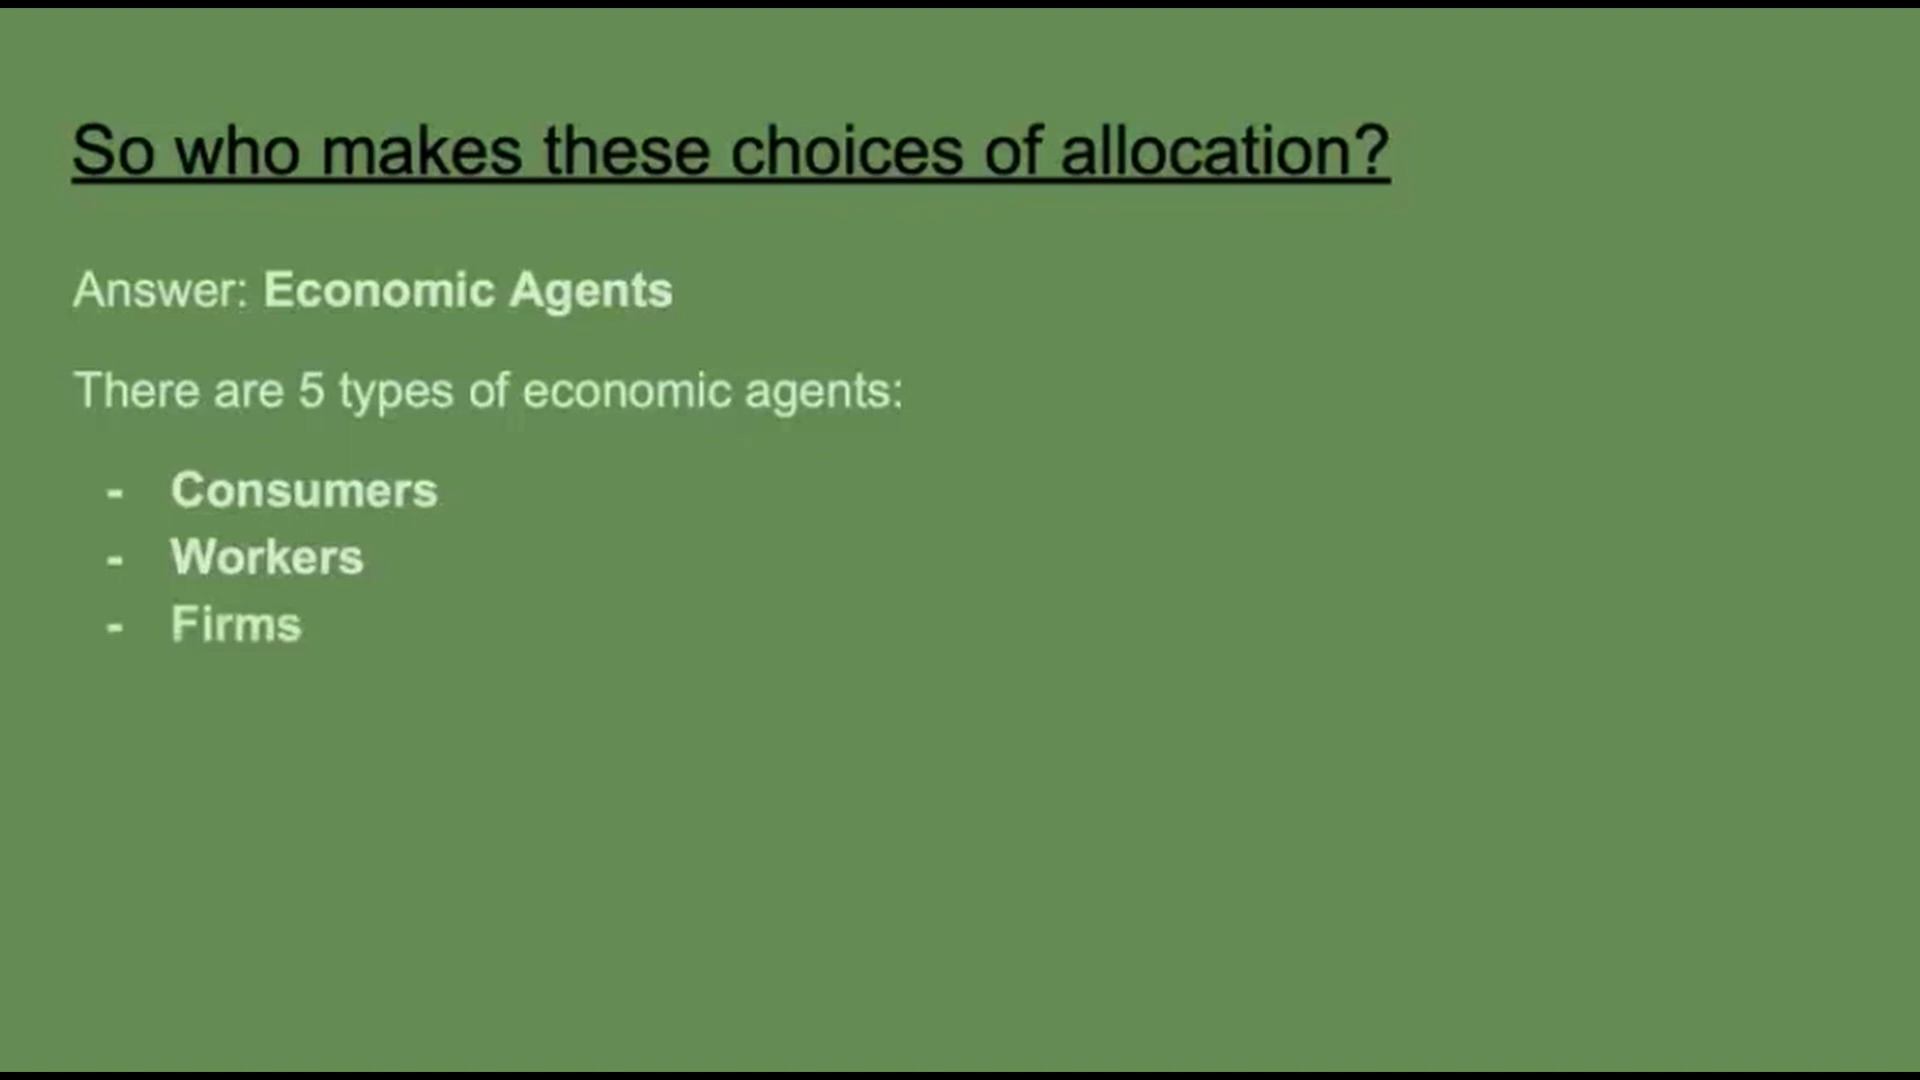 So who makes these choices of allocation?
Answer: Economic Agents
There are 5 types of economic agents:
- Consumers
- Workers
- Firms